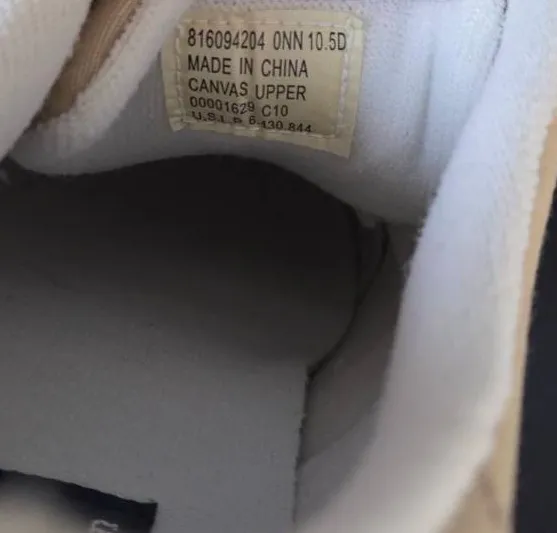 816094204 0NN 10.5D
MADE IN CHINA
CANVAS UPPER
00001629 C10
U.S.I.P. 6,130,844